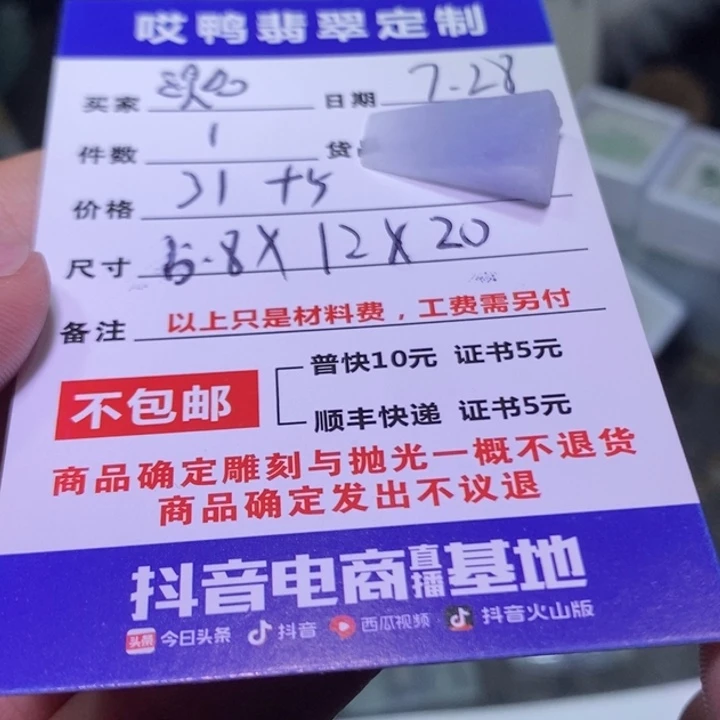 哎鸭翡翠定制
买家 日期 7.28
件数 1 货
价格 31 +5
尺寸 5.8X12X20
备注 以上只是材料费，工费需另付
普快10元 证书5元
不包邮
顺丰快递 证书5元
商品确定雕刻与抛光一概不退货
商品确定发出不议退
抖音电商直播基地
头条 今日头条 抖音 西瓜视频 抖音火山版